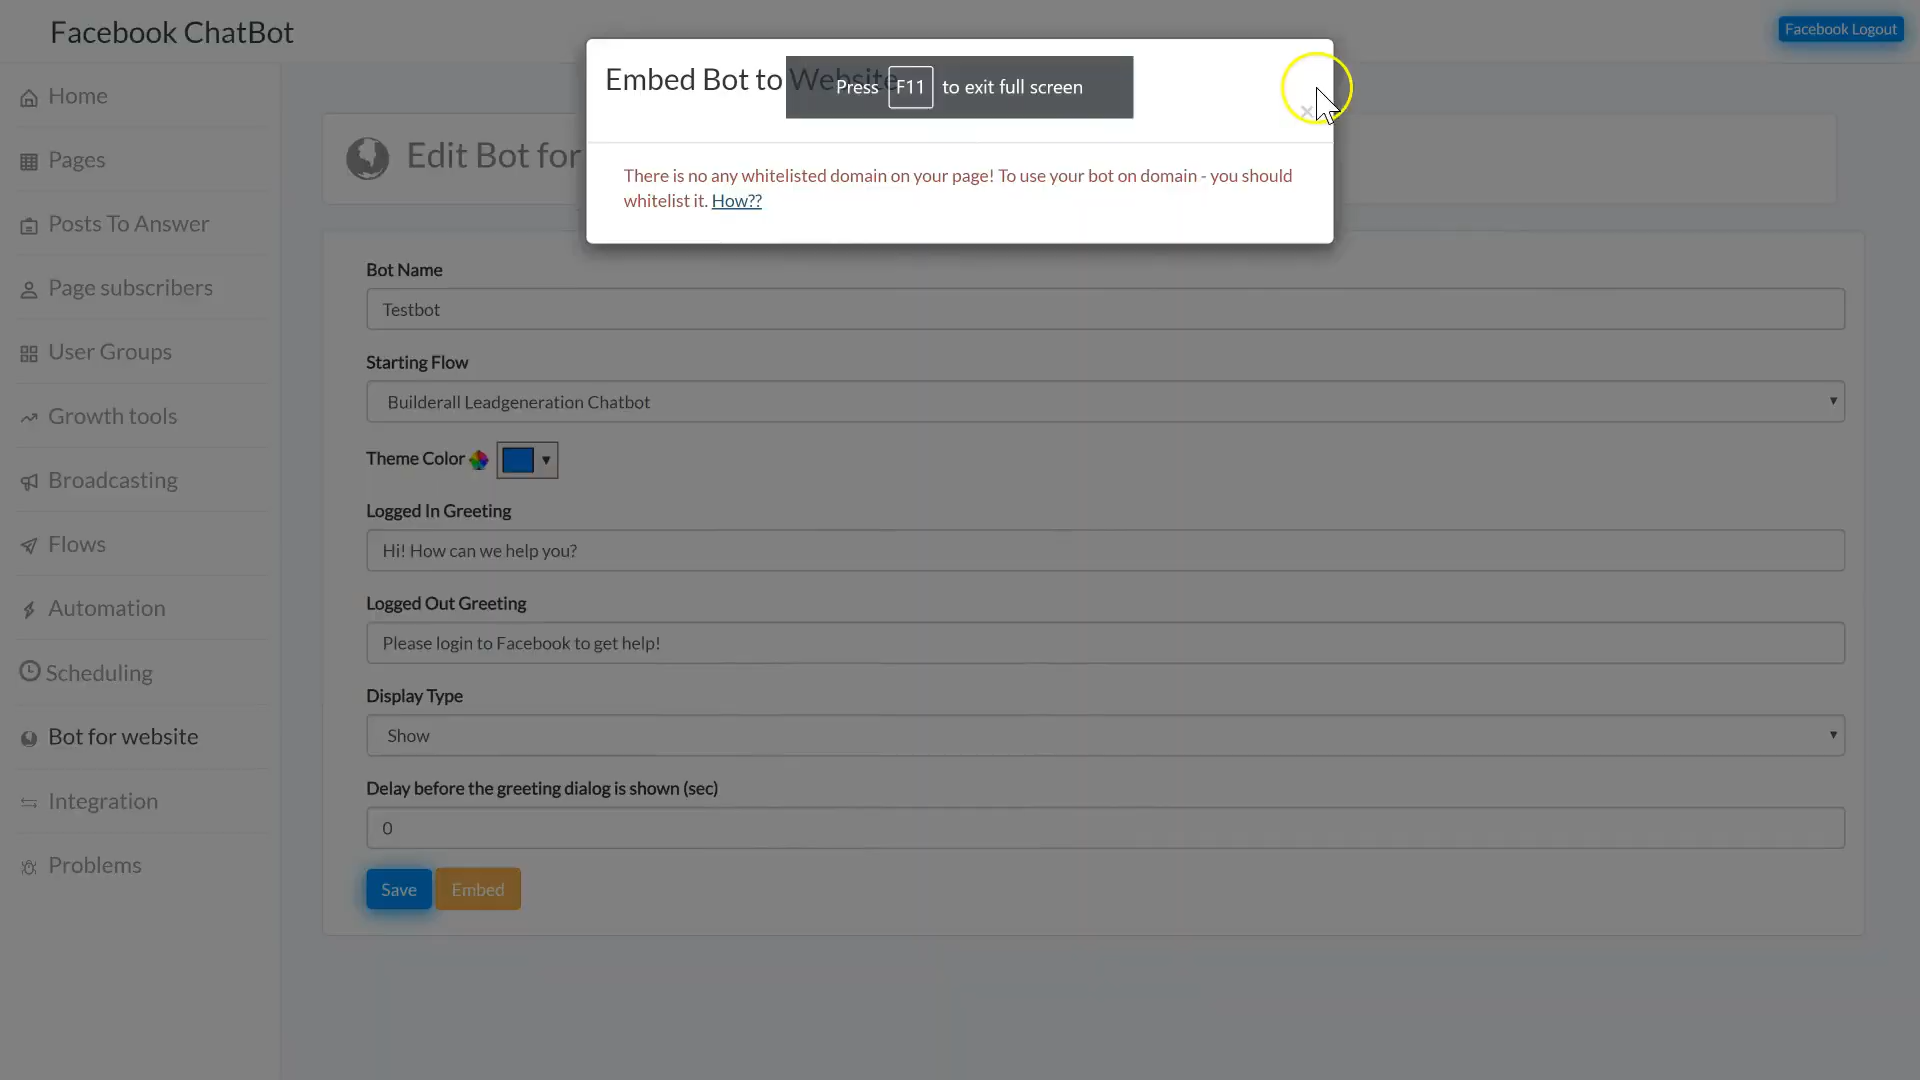 Facebook ChatBot
Facebook Logout
Embed Bot to Website
Press F11 to exit full screen
×
There is no any whitelisted domain on your page! To use your bot on domain - you should
whitelist it. How??
Home
Pages
Posts To Answer
Page subscribers
User Groups
Growth tools
Broadcasting
Flows
Automation
Scheduling
Bot for website
Integration
Problems
Edit Bot for
Bot Name
Testbot
Starting Flow
Builderall Leadgeneration Chatbot
Theme Color
Logged In Greeting
Hi! How can we help you?
Logged Out Greeting
Please login to Facebook to get help!
Display Type
Show
Delay before the greeting dialog is shown (sec)
0
Save Embed